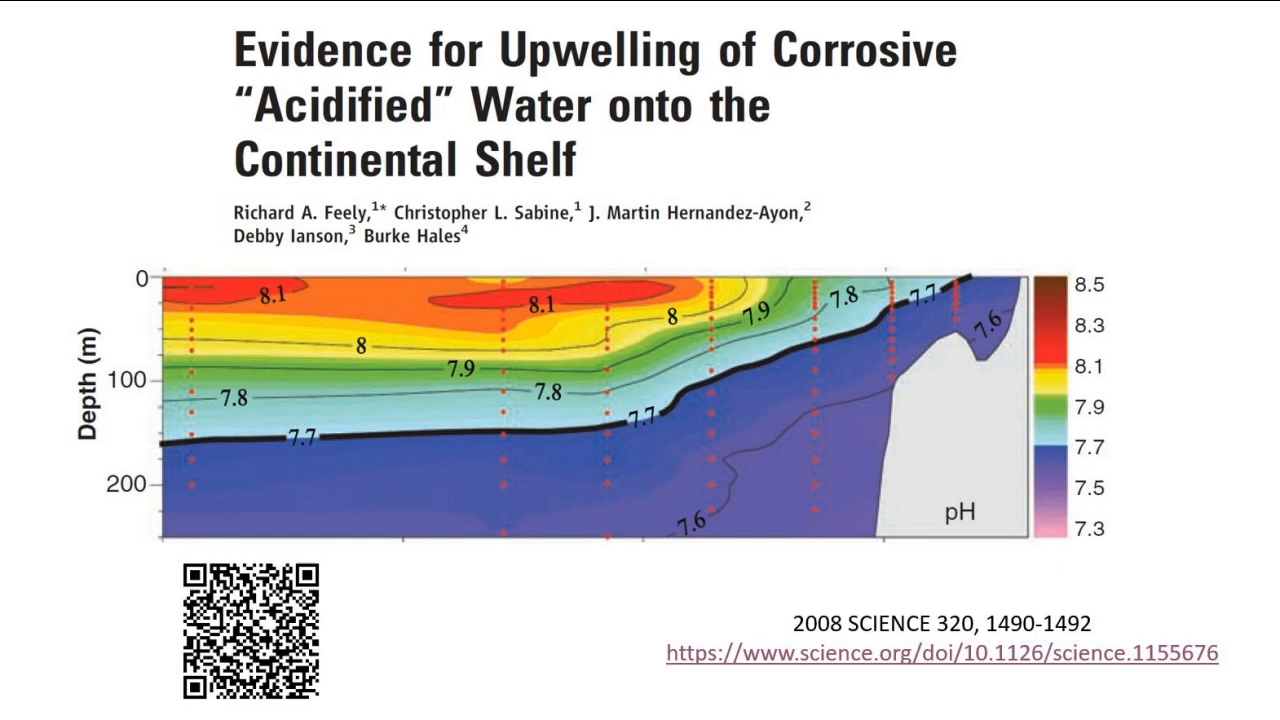 Evidence for Upwelling of Corrosive
“Acidified” Water onto the
Continental Shelf
Richard A. Feely,¹* Christopher L. Sabine,¹ J. Martin Hernandez-Ayon,²
Debby Ianson,³ Burke Hales⁴
0
100
200
Depth (m)
8.1
8.1
8
8
7.9
7.9
7.8
7.8
7.8
7.7
7.7
7.7
7.6
7.6
pH
8.5
8.3
8.1
7.9
7.7
7.5
7.3
2008 SCIENCE 320, 1490-1492
https://www.science.org/doi/10.1126/science.1155676